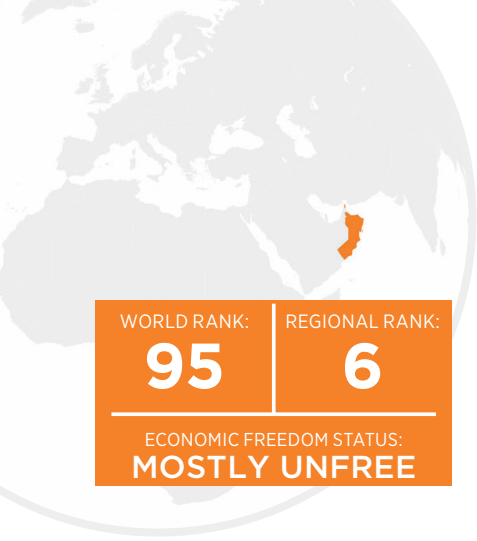 WORLD RANK:
95
REGIONAL RANK:
6
ECONOMIC FREEDOM STATUS:
MOSTLY UNFREE